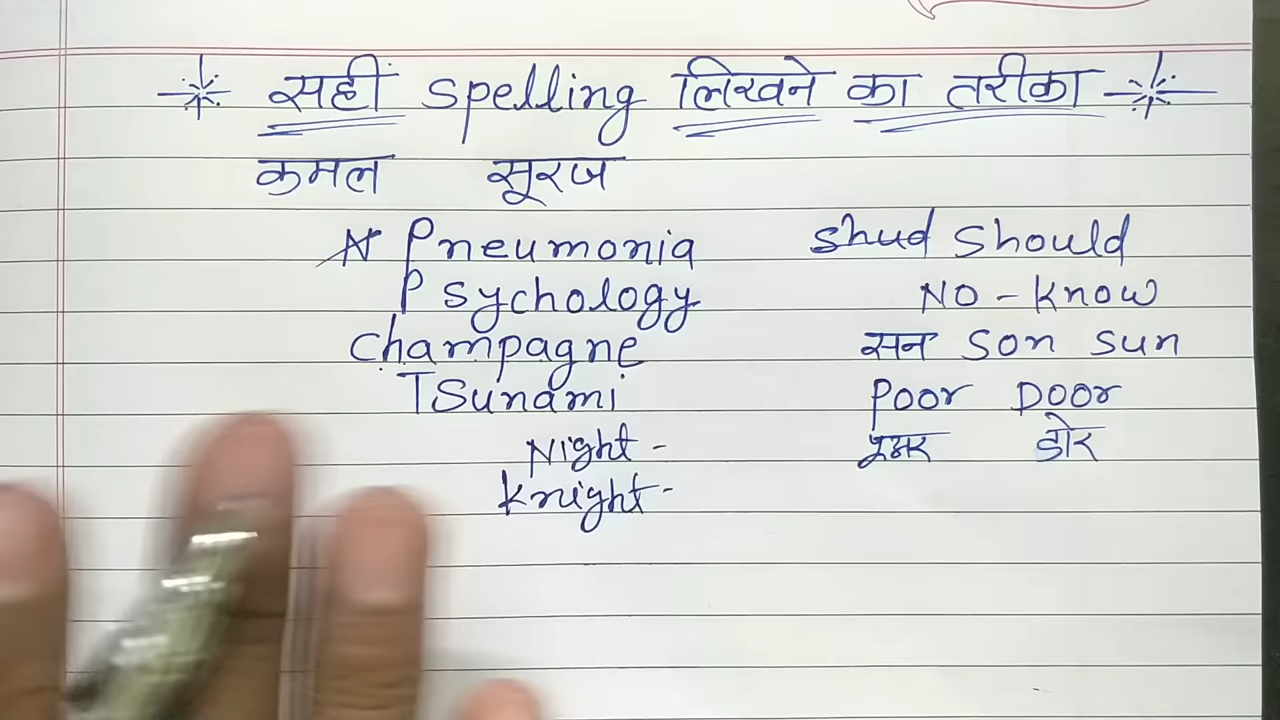 सही spelling लिखने का तरीका
कमल सूरज
N Pneumonia shud should
Psychology NO - Know
Champagne सन Son Sun
Tsunami Poor Door
Night - पूअर डोर
Knight -